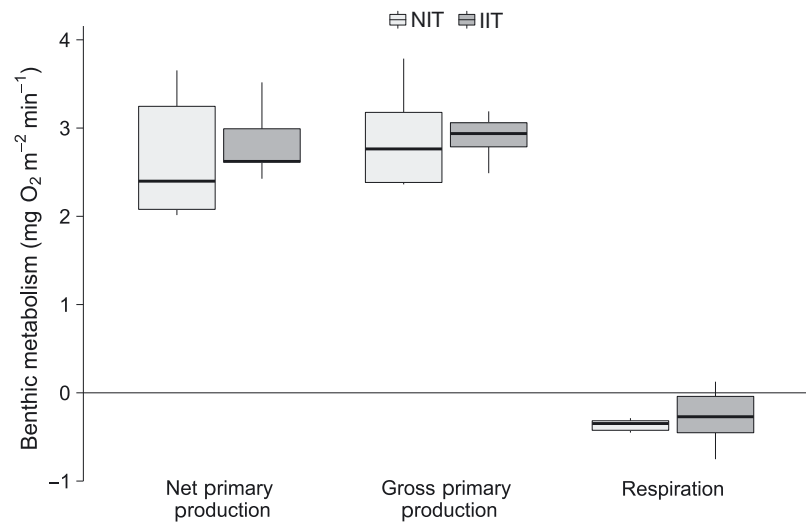 NIT IIT
Benthic metabolism (mg O₂ m⁻² min⁻¹)
4
3
2
1
0
−1
Net primary
production
Gross primary
production
Respiration